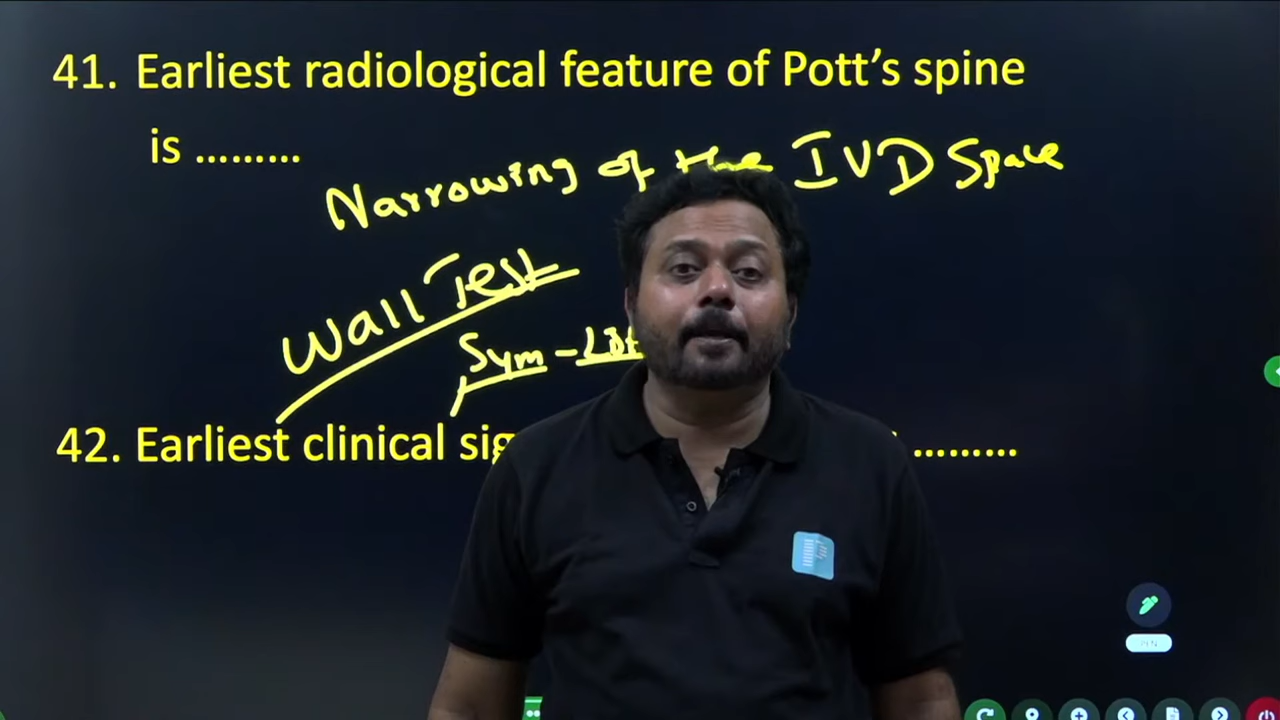 41. Earliest radiological feature of Pott's spine
is .........
Narrowing of the IVD Space
Wall Test
Sym -
42. Earliest clinical .........
PEN